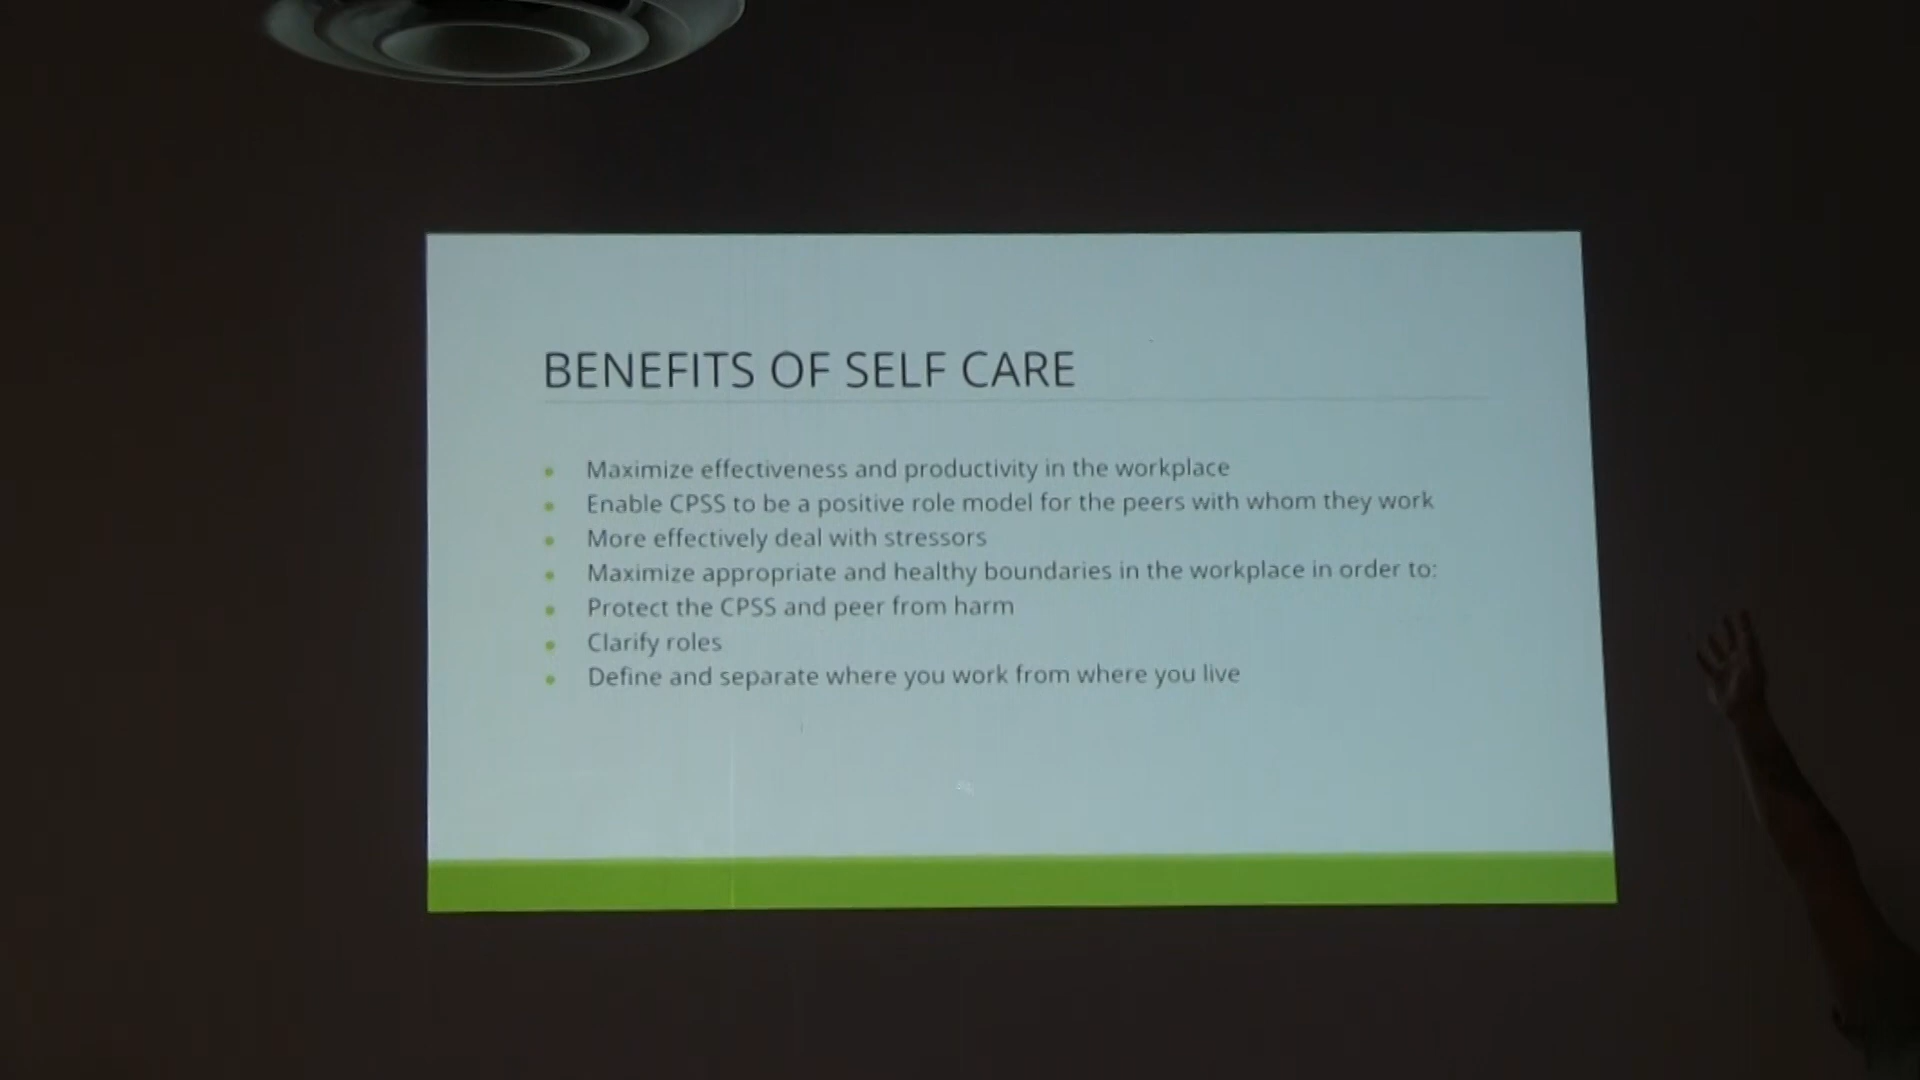 BENEFITS OF SELF CARE
Maximize effectiveness and productivity in the workplace
Enable CPSS to be a positive role model for the peers with whom they work
More effectively deal with stressors
Maximize appropriate and healthy boundaries in the workplace in order to:
Protect the CPSS and peer from harm
Clarify roles
Define and separate where you work from where you live